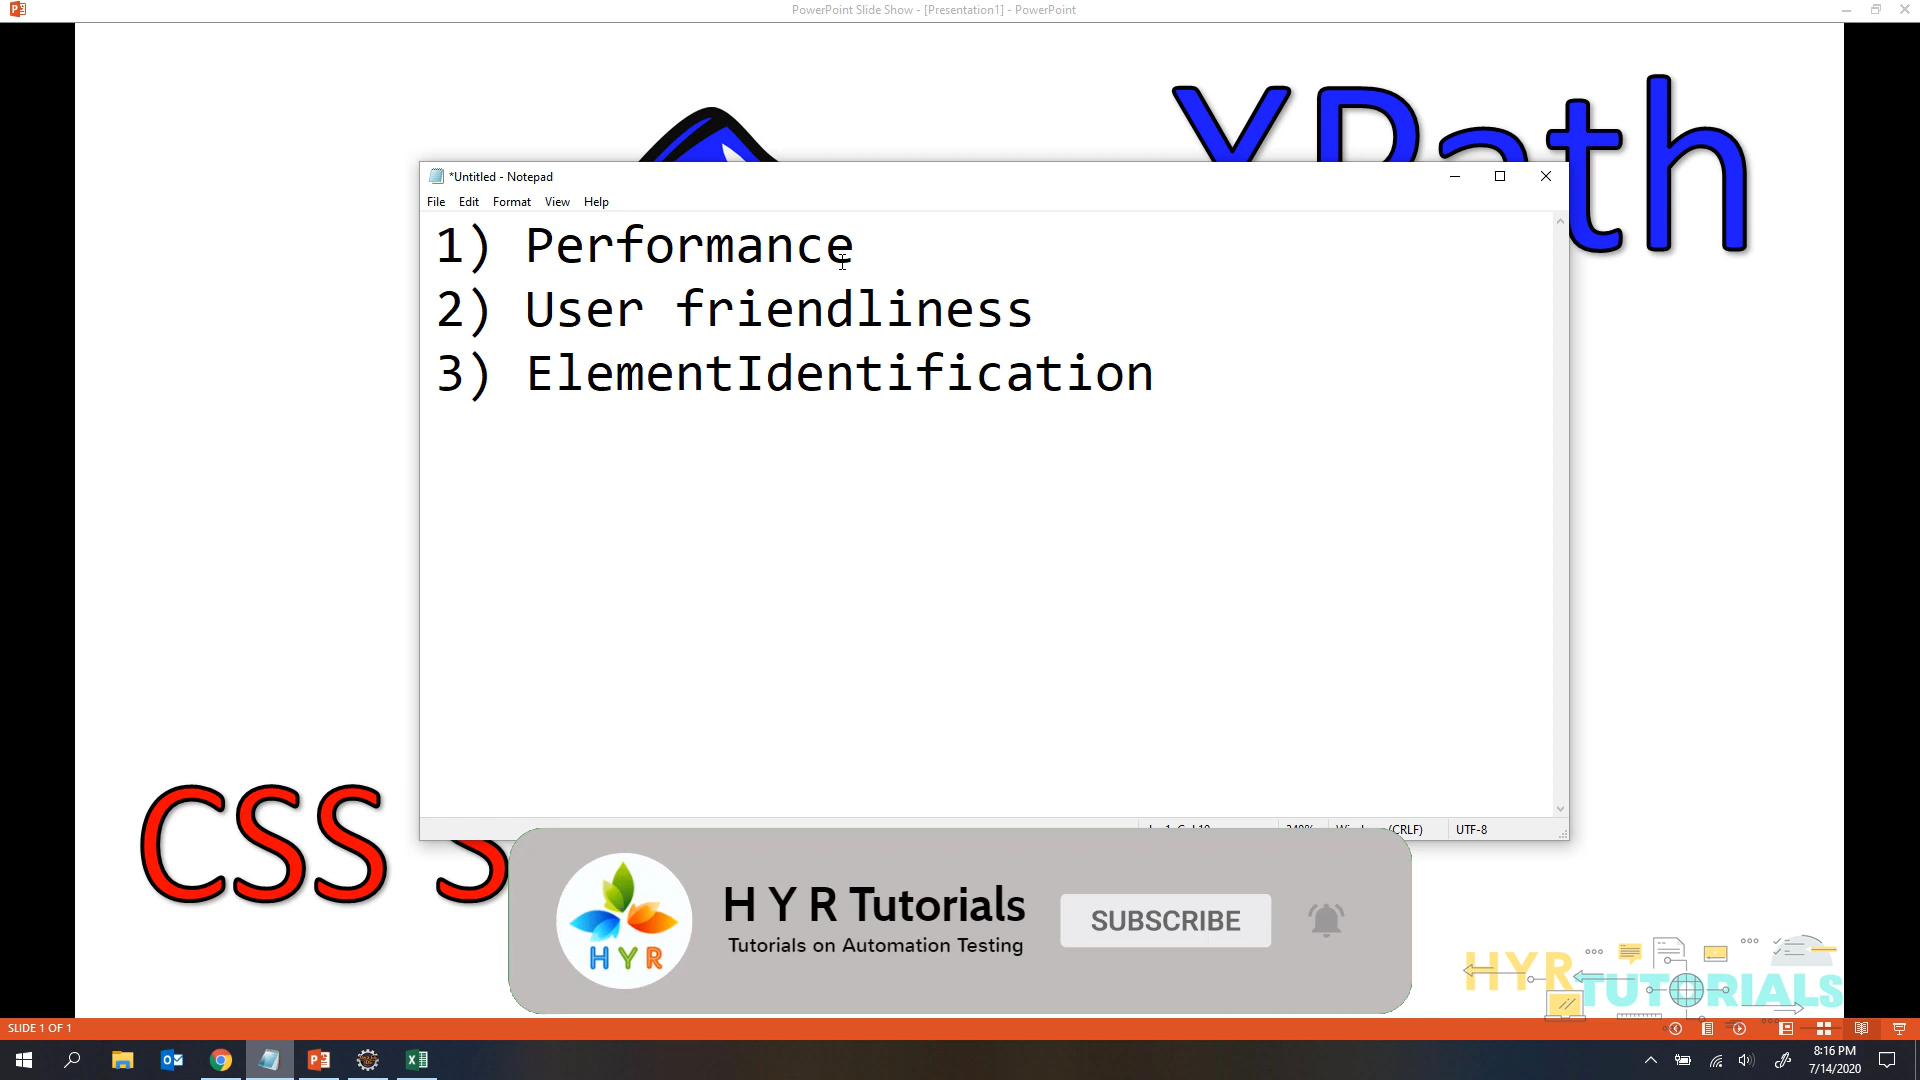 PowerPoint Slide Show - [Presentation1] - PowerPoint
XPath
*Untitled - Notepad
File Edit Format View Help
1) Performance
2) User friendliness
3) ElementIdentification
(CRLF) UTF-8
CSS S
H Y R Tutorials
Tutorials on Automation Testing
SUBSCRIBE
HYR
HYR TUTORIALS
SLIDE 1 OF 1
8:16 PM
7/14/2020